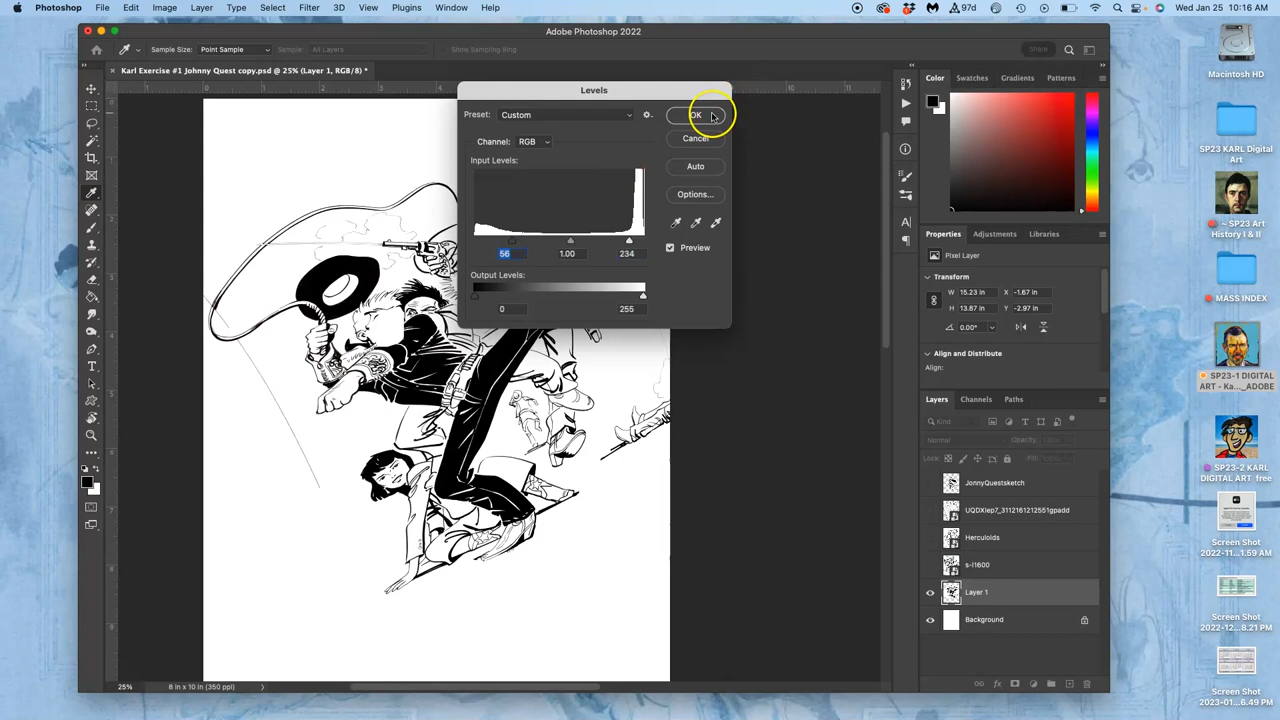 Photoshop File Edit Image Layer Type Select Filter 3D View Plugins Window Help
97d
Wed Jan 25 10:16 AM
Adobe Photoshop 2022
Sample Size: Point Sample Sample: All Layers Show Sampling Ring Share
Karl Exercise #1 Johnny Quest copy.psd @ 25% (Layer 1, RGB/8) *
Levels
Preset: Custom
OK
Cancel
Channel: RGB
Input Levels:
Auto
Options...
Preview
56 1.00 234
Output Levels:
0 255
Color Swatches Gradients Patterns
Properties Adjustments Libraries
Pixel Layer
Transform
W 15.23 in X -1.67 in
H 13.87 in Y -2.97 in
0.00°
Align and Distribute
Align:
Layers Channels Paths
Kind
Normal Opacity:
Lock: Fill:
JonnyQuestsketch
UQDXIep7_3112161212551gpadd
Herculoids
s-l1600
Layer 1
Background
25% 8 in x 10 in (350 ppi)
Macintosh HD
SP23 KARL Digital
Art
~ SP23 Art
History I & II
MASS INDEX
SP23-1 DIGITAL
ART - Ka..._ADOBE
SP23-2 KARL
DIGITAL ART free
Screen Shot
2022-11...1.59 AM
Screen Shot
2022-12...8.21 PM
Screen Shot
2023-01...6.49 PM